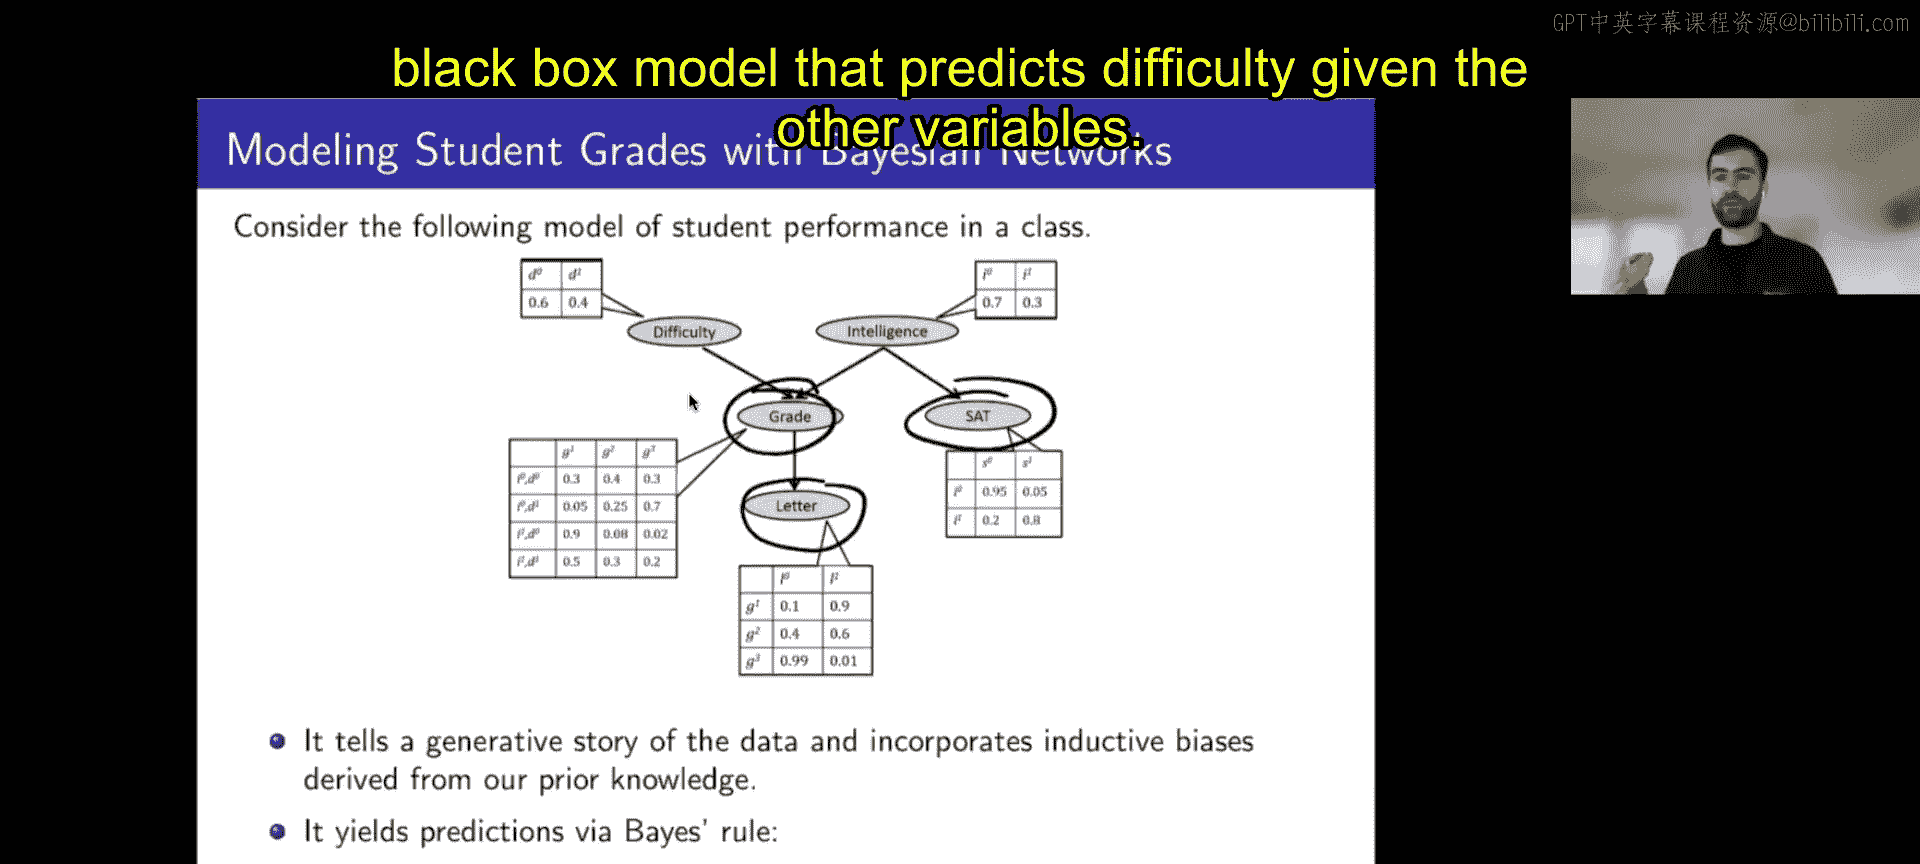 GPT中英字幕课程资源@bilibili.com
black box model that predicts difficulty given the
other variables.
Modeling Student Grades with Bayesian Networks
Consider the following model of student performance in a class.
d⁰ d¹
0.6 0.4
i⁰ i¹
0.7 0.3
Difficulty
Intelligence
Grade
SAT
g¹ g² g³
i⁰,d⁰ 0.3 0.4 0.3
i⁰,d¹ 0.05 0.25 0.7
i¹,d⁰ 0.9 0.08 0.02
i¹,d¹ 0.5 0.3 0.2
s⁰ s¹
i⁰ 0.95 0.05
i¹ 0.2 0.8
Letter
l⁰ l¹
g¹ 0.1 0.9
g² 0.4 0.6
g³ 0.99 0.01
It tells a generative story of the data and incorporates inductive biases
derived from our prior knowledge.
It yields predictions via Bayes' rule: